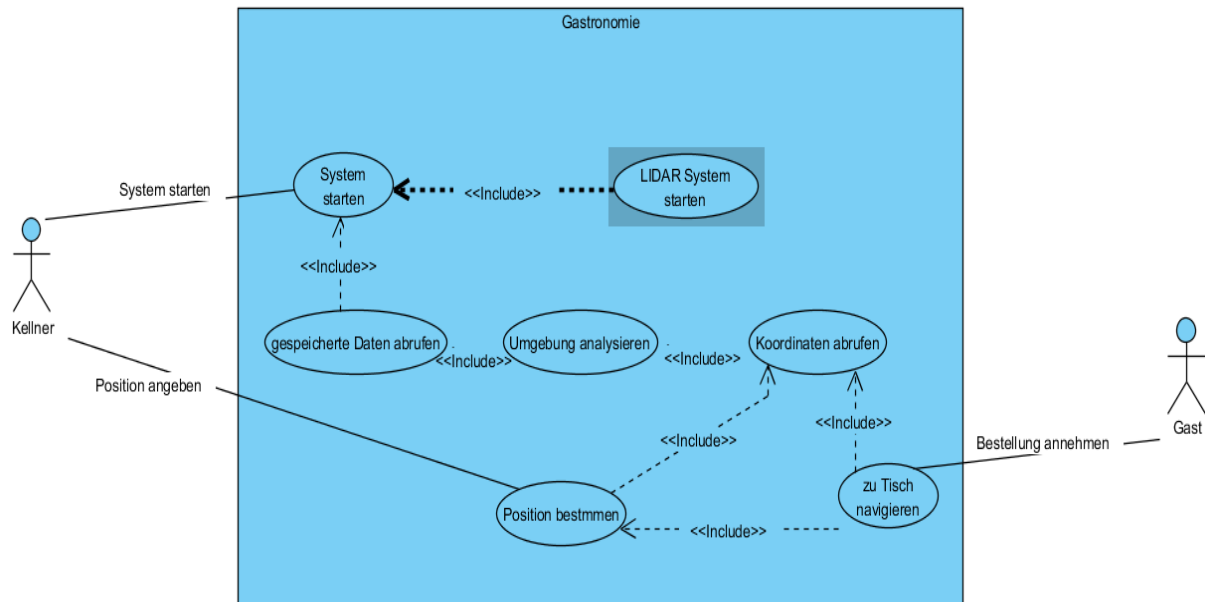 Gastronomie
System starten
System
starten
<<Include>>
LIDAR System
starten
<<Include>>
Kellner
gespeicherte Daten abrufen
<<Include>>
Umgebung analysieren
<<Include>>
Koordinaten abrufen
Position angeben
<<Include>>
<<Include>>
Gast
Bestellung annehmen
zu Tisch
navigieren
Position bestmmen
<<Include>>